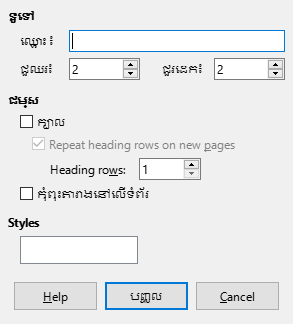 ទូទៅ
ឈ្មោះ ៖
ជួឈរ៖ 2 ជួរដេក៖ 2
ជម្រើស
ក្បាល
Repeat heading rows on new pages
Heading rows: 1
កុំពុះតារាងនៅលើទំព័រ
Styles
Help បញ្ចូល Cancel